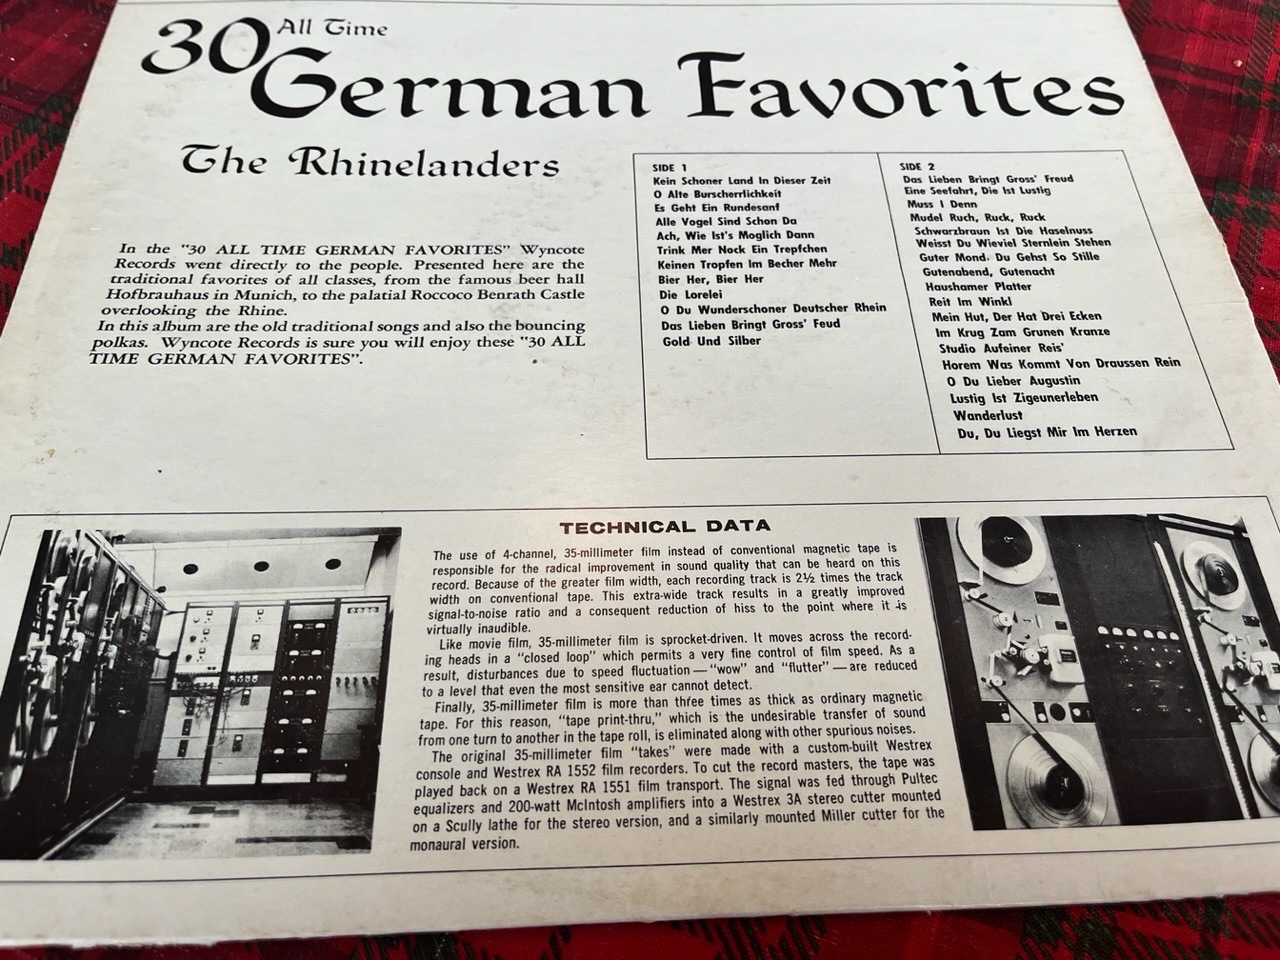 30 All Time
German Favorites
The Rhinelanders
In the "30 ALL TIME GERMAN FAVORITES" Wyncote
Records went directly to the people. Presented here are the
traditional favorites of all classes, from the famous beer hall
Hofbrauhaus in Munich, to the palatial Roccoco Benrath Castle
overlooking the Rhine.
In this album are the old traditional songs and also the bouncing
polkas. Wyncote Records is sure you will enjoy these "30 ALL
TIME GERMAN FAVORITES".
SIDE 1
Kein Schoner Land In Dieser Zeit
O Alte Burscherrlichkeit
Es Geht Ein Rundesanf
Alle Vogel Sind Schon Da
Ach, Wie Ist's Moglich Dann
Trink Mer Nock Ein Trepfchen
Keinen Tropfen Im Becher Mehr
Bier Her, Bier Her
Die Lorelei
O Du Wunderschoner Deutscher Rhein
Das Lieben Bringt Gross' Feud
Gold Und Silber
SIDE 2
Das Lieben Bringt Gross' Freud
Eine Seefahrt, Die Ist Lustig
Muss I Denn
Mudel Ruch, Ruck, Ruck
Schwarzbraun Ist Die Haselnuss
Weisst Du Wieviel Sternlein Stehen
Guter Mond. Du Gehst So Stille
Gutenabend, Gutenacht
Haushamer Platter
Reit Im Winkl
Mein Hut, Der Hat Drei Ecken
Im Krug Zam Grunen Kranze
Studio Aufeiner Reis'
Horem Was Kommt Von Draussen Rein
O Du Lieber Augustin
Lustig Ist Zigeunerleben
Wanderlust
Du, Du Liegst Mir Im Herzen
TECHNICAL DATA
The use of 4-channel, 35-millimeter film instead of conventional magnetic tape is
responsible for the radical improvement in sound quality that can be heard on this
record. Because of the greater film width, each recording track is 2½ times the track
width on conventional tape. This extra-wide track results in a greatly improved
signal-to-noise ratio and a consequent reduction of hiss to the point where it is
virtually inaudible.
Like movie film, 35-millimeter film is sprocket-driven. It moves across the record-
ing heads in a "closed loop" which permits a very fine control of film speed. As a
result, disturbances due to speed fluctuation — "wow" and "flutter" — are reduced
to a level that even the most sensitive ear cannot detect.
Finally, 35-millimeter film is more than three times as thick as ordinary magnetic
tape. For this reason, "tape print-thru," which is the undesirable transfer of sound
from one turn to another in the tape roll, is eliminated along with other spurious noises.
The original 35-millimeter film "takes" were made with a custom-built Westrex
console and Westrex RA 1552 film recorders. To cut the record masters, the tape was
played back on a Westrex RA 1551 film transport. The signal was fed through Pultec
equalizers and 200-watt McIntosh amplifiers into a Westrex 3A stereo cutter mounted
on a Scully lathe for the stereo version, and a similarly mounted Miller cutter for the
monaural version.